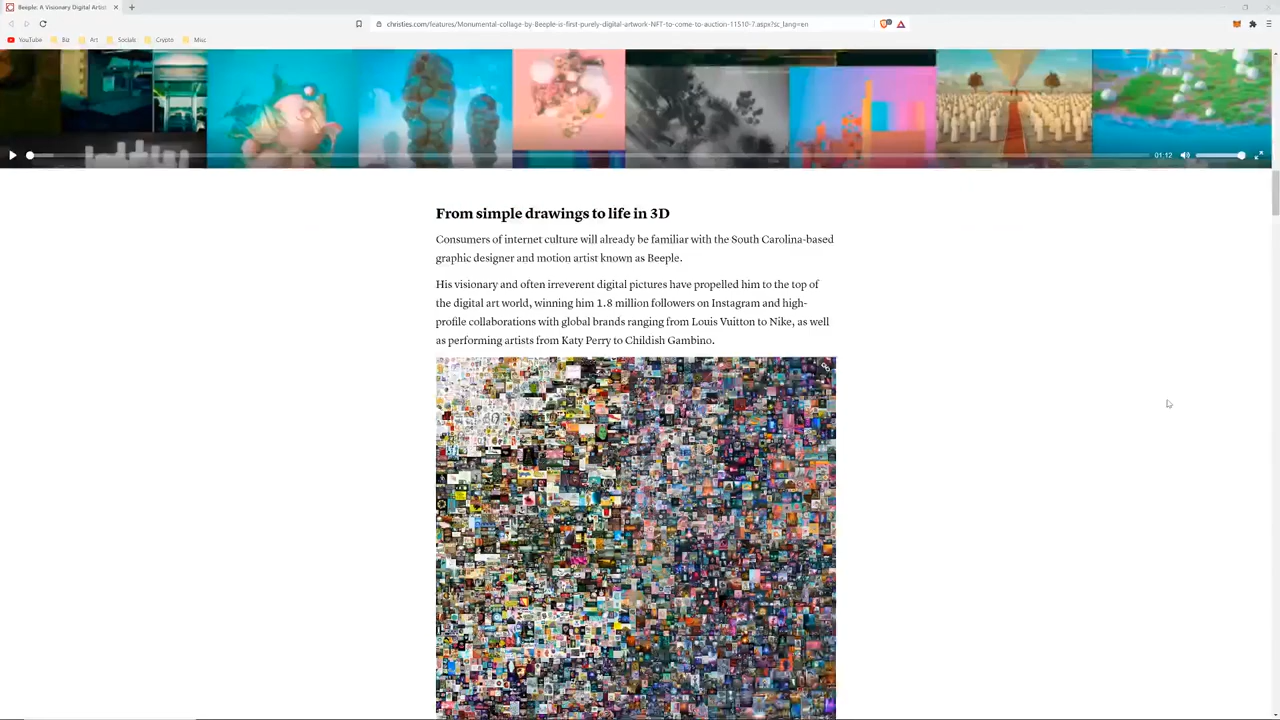 Beeple: A Visionary Digital Artist
christies.com/features/Monumental-collage-by-Beeple-is-first-purely-digital-artwork-NFT-to-come-to-auction-11510-7.aspx?sc_lang=en
YouTube Biz Art Socials Crypto Misc
01:12
From simple drawings to life in 3D
Consumers of internet culture will already be familiar with the South Carolina-based
graphic designer and motion artist known as Beeple.
His visionary and often irreverent digital pictures have propelled him to the top of
the digital art world, winning him 1.8 million followers on Instagram and high-
profile collaborations with global brands ranging from Louis Vuitton to Nike, as well
as performing artists from Katy Perry to Childish Gambino.